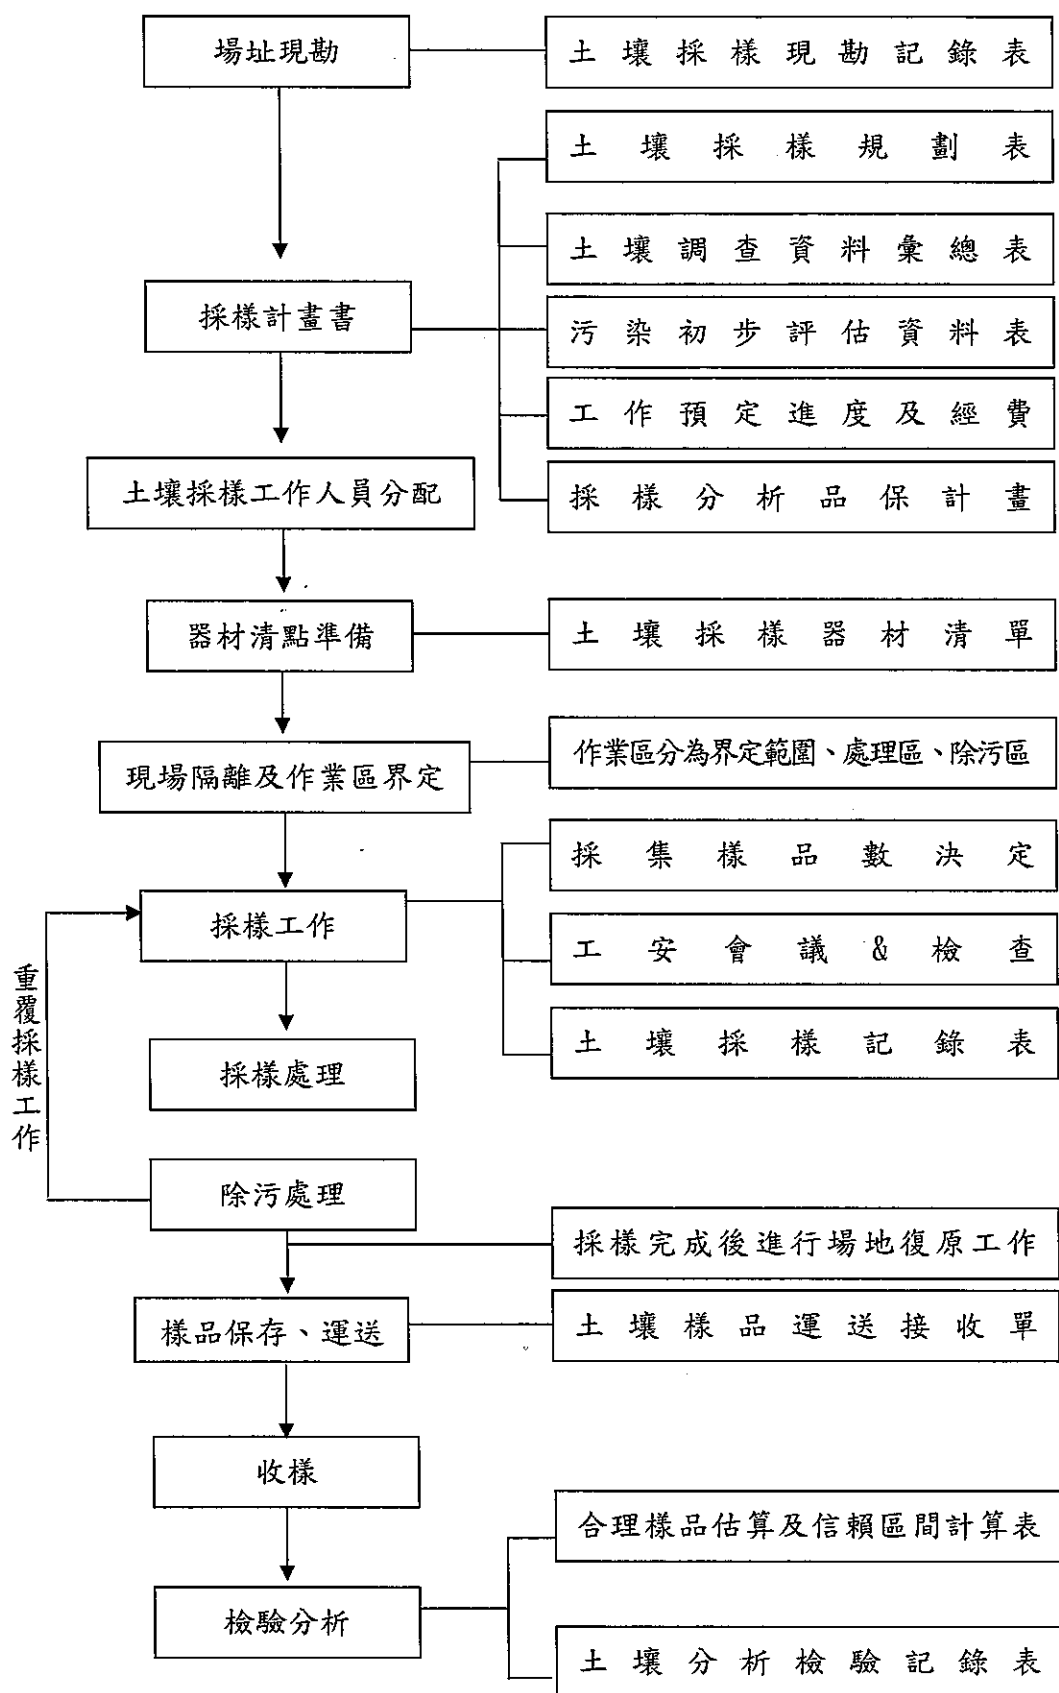 場址現勘
土壤採樣現勘記錄表
土壤採樣規劃表
土壤調查資料彙總表
採樣計畫書
污染初步評估資料表
工作預定進度及經費
土壤採樣工作人員分配
採樣分析品保計畫
器材清點準備
土壤採樣器材清單
現場隔離及作業區界定
作業區分為界定範圍、處理區、除污區
採集樣品數決定
採樣工作
工安會議&檢查
重覆採樣工作
土壤採樣記錄表
採樣處理
除污處理
採樣完成後進行場地復原工作
樣品保存、運送
土壤樣品運送接收單
收樣
合理樣品估算及信賴區間計算表
檢驗分析
土壤分析檢驗記錄表